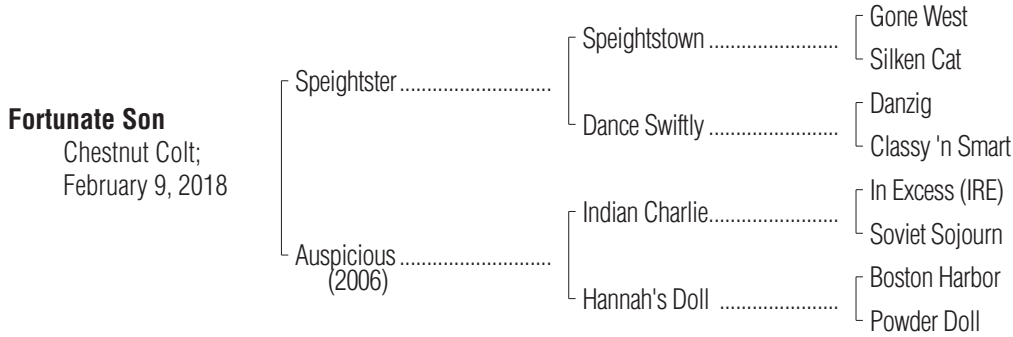 Fortunate Son
Chestnut Colt;
February 9, 2018
Speightster ............................
Auspicious ............................
(2006)
Speightstown ........................
Dance Swiftly ........................
Indian Charlie........................
Hannah's Doll ......................
Gone West
Silken Cat
Danzig
Classy 'n Smart
In Excess (IRE)
Soviet Sojourn
Boston Harbor
Powder Doll